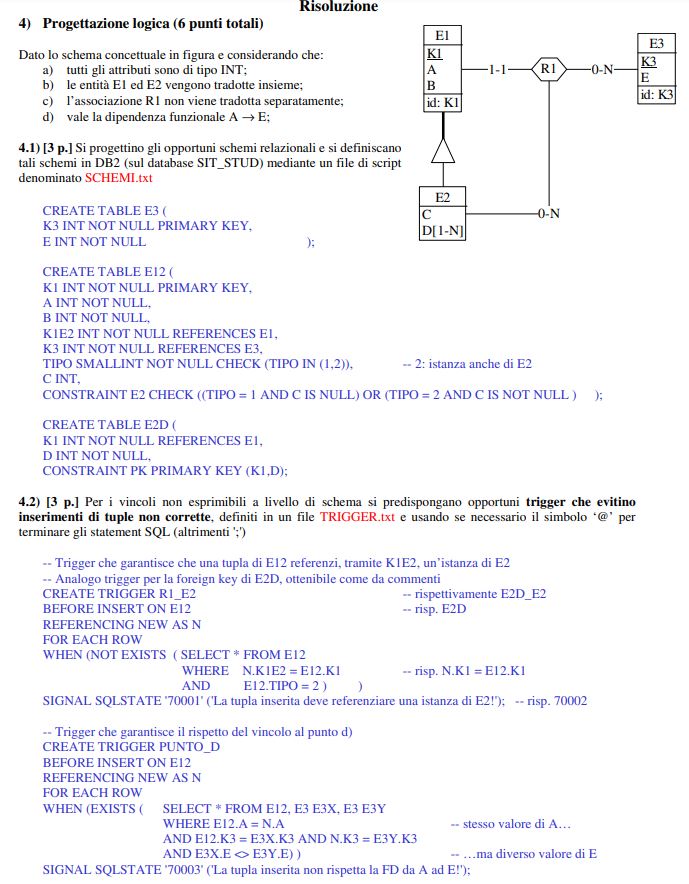 Risoluzione
4) Progettazione logica (6 punti totali)
Dato lo schema concettuale in figura e considerando che:
a) tutti gli attributi sono di tipo INT;
b) le entità E1 ed E2 vengono tradotte insieme;
c) l'associazione R1 non viene tradotta separatamente;
d) vale la dipendenza funzionale A → E;
E1
K1
A
B
id: K1
1-1
R1
0-N
E3
K3
E
id: K3
E2
C
D[1-N]
0-N
4.1) [3 p.] Si progettino gli opportuni schemi relazionali e si definiscano
tali schemi in DB2 (sul database SIT_STUD) mediante un file di script
denominato SCHEMI.txt
CREATE TABLE E3 (
K3 INT NOT NULL PRIMARY KEY,
E INT NOT NULL );
CREATE TABLE E12 (
K1 INT NOT NULL PRIMARY KEY,
A INT NOT NULL,
B INT NOT NULL,
K1E2 INT NOT NULL REFERENCES E1,
K3 INT NOT NULL REFERENCES E3,
TIPO SMALLINT NOT NULL CHECK (TIPO IN (1,2)), -- 2: istanza anche di E2
C INT,
CONSTRAINT E2 CHECK ((TIPO = 1 AND C IS NULL) OR (TIPO = 2 AND C IS NOT NULL ) );
CREATE TABLE E2D (
K1 INT NOT NULL REFERENCES E1,
D INT NOT NULL,
CONSTRAINT PK PRIMARY KEY (K1,D);
4.2) [3 p.] Per i vincoli non esprimibili a livello di schema si predispongano opportuni trigger che evitino
inserimenti di tuple non corrette, definiti in un file TRIGGER.txt e usando se necessario il simbolo '@' per
terminare gli statement SQL (altrimenti ';')
-- Trigger che garantisce che una tupla di E12 referenzi, tramite K1E2, un'istanza di E2
-- Analogo trigger per la foreign key di E2D, ottenibile come da commenti
CREATE TRIGGER R1_E2 -- rispettivamente E2D_E2
BEFORE INSERT ON E12 -- risp. E2D
REFERENCING NEW AS N
FOR EACH ROW
WHEN (NOT EXISTS ( SELECT * FROM E12
WHERE N.K1E2 = E12.K1 -- risp. N.K1 = E12.K1
AND E12.TIPO = 2 ) )
SIGNAL SQLSTATE '70001' ('La tupla inserita deve referenziare una istanza di E2!'); -- risp. 70002
-- Trigger che garantisce il rispetto del vincolo al punto d)
CREATE TRIGGER PUNTO_D
BEFORE INSERT ON E12
REFERENCING NEW AS N
FOR EACH ROW
WHEN (EXISTS ( SELECT * FROM E12, E3 E3X, E3 E3Y
WHERE E12.A = N.A -- stesso valore di A…
AND E12.K3 = E3X.K3 AND N.K3 = E3Y.K3
AND E3X.E <> E3Y.E) ) -- …ma diverso valore di E
SIGNAL SQLSTATE '70003' ('La tupla inserita non rispetta la FD da A ad E!');